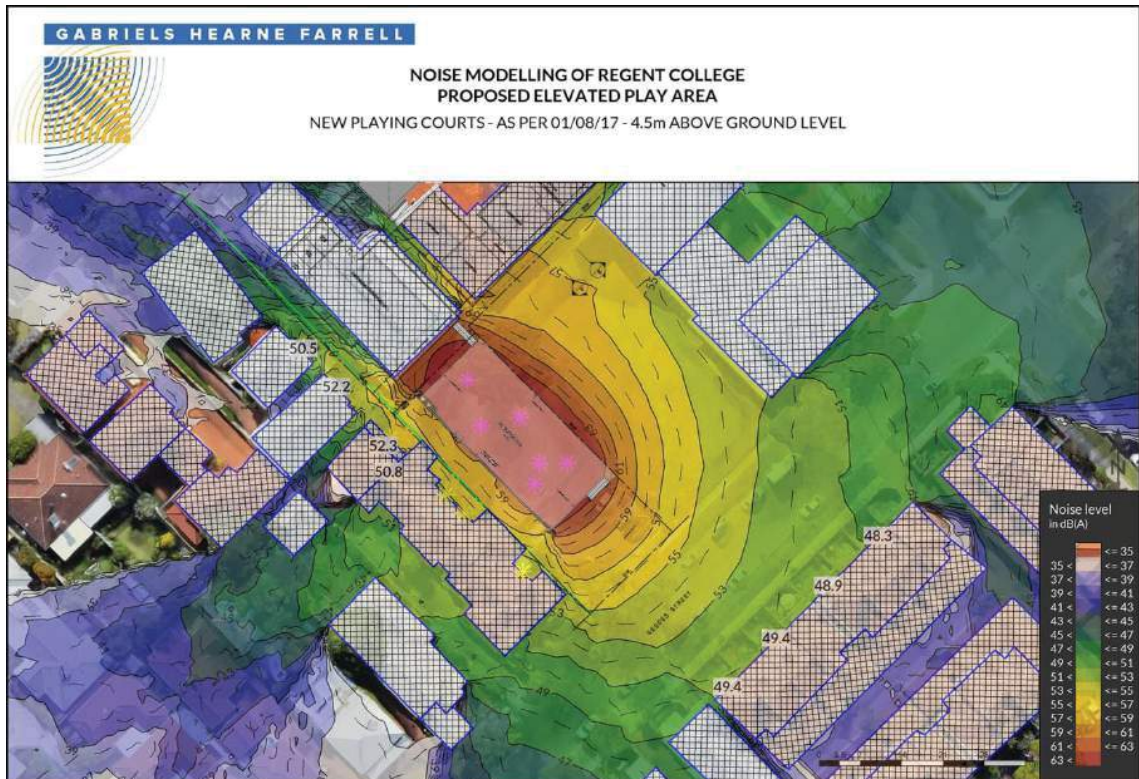 GABRIELS HEARNE FARRELL
NOISE MODELLING OF REGENT COLLEGE
PROPOSED ELEVATED PLAY AREA
NEW PLAYING COURTS - AS PER 01/08/17 - 4.5m ABOVE GROUND LEVEL
50.5
52.2
52.3
50.8
59
61
59
55
53
53
49
48.3
48.9
49.4
49.4
Noise level
in dB(A)
<= 35
35 < <= 37
37 < <= 39
39 < <= 41
41 < <= 43
43 < <= 45
45 < <= 47
47 < <= 49
49 < <= 51
51 < <= 53
53 < <= 55
55 < <= 57
57 < <= 59
59 < <= 61
61 < <= 63
63 <